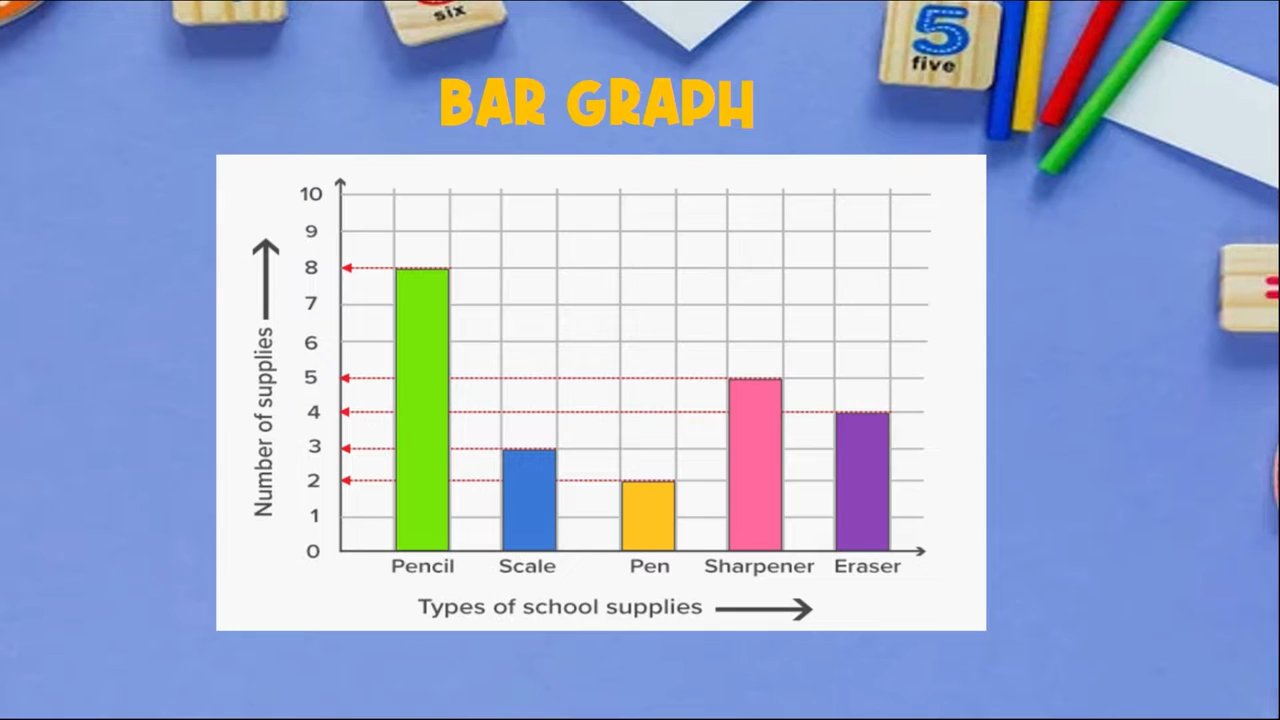 six
5
five
BAR GRAPH
10
9
8
7
6
5
4
3
2
1
0
Number of supplies
Pencil Scale Pen Sharpener Eraser
Types of school supplies